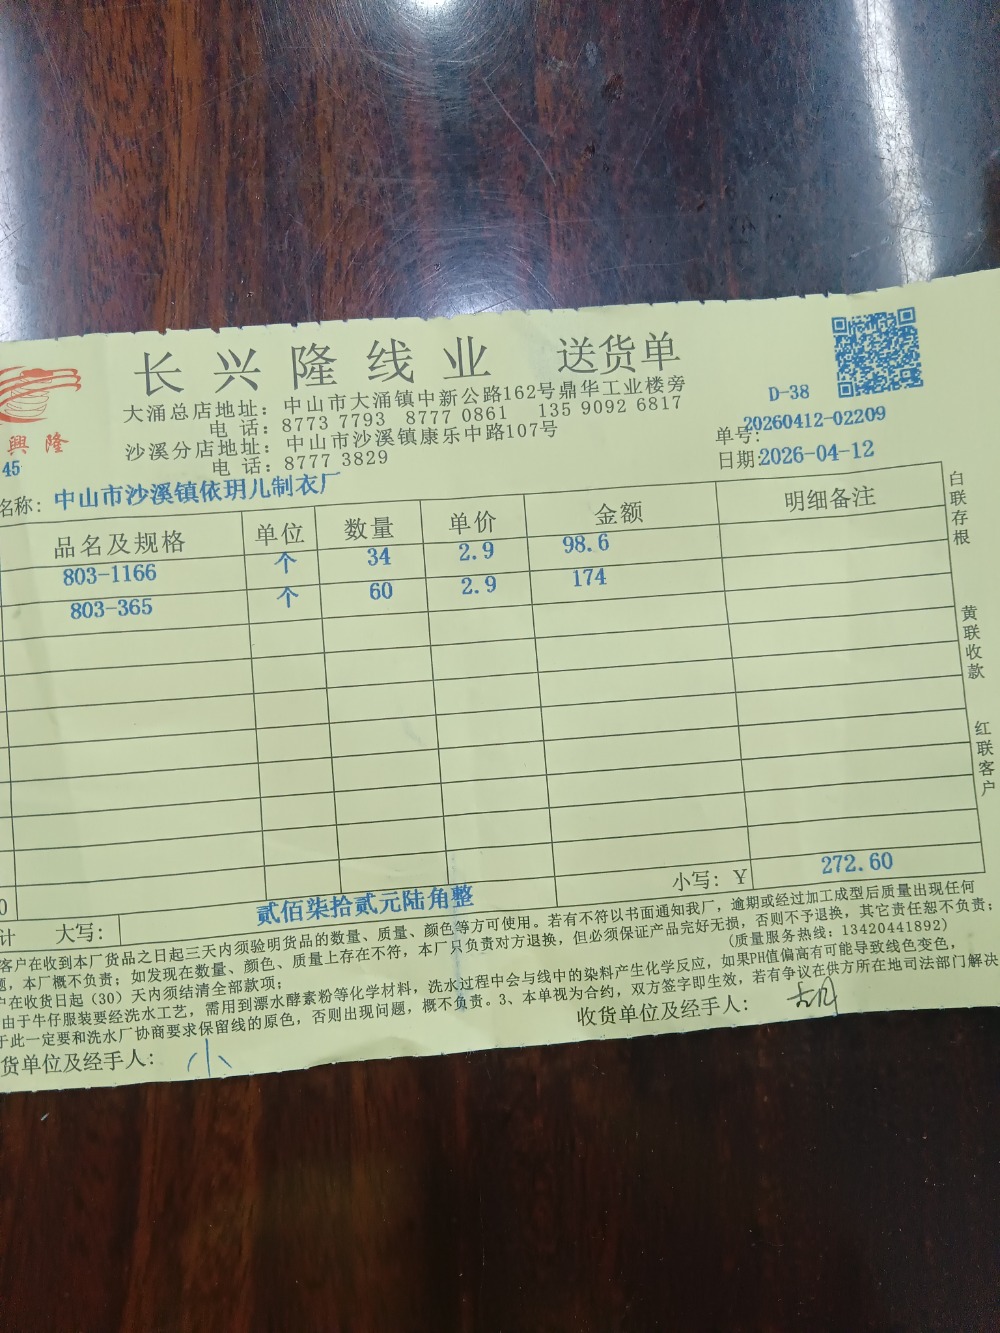 长兴隆线业 送货单
興隆
大涌总店地址：中山市大涌镇中新公路162号鼎华工业楼旁
电 话：8773 7793 8777 0861 135 9092 6817
沙溪分店地址：中山市沙溪镇康乐中路107号
电 话：8777 3829
D-38
单号：20260412-02209
日期：2026-04-12
45
名称：中山市沙溪镇依玥儿制衣厂
品名及规格 单位 数量 单价 金额 明细备注
803-1166 个 34 2.9 98.6
803-365 个 60 2.9 174
白联存根
黄联收款
红联客户
小写：￥ 272.60
计 大写：贰佰柒拾贰元陆角整
客户在收到本厂货品之日起三天内须验明货品的数量、质量、颜色等方可使用。若有不符以书面通知我厂，逾期或经过加工成型后质量出现任何
题，本厂概不负责；如发现在数量、颜色、质量上存在不符，本厂只负责对方退换，但必须保证产品完好无损，否则不予退换，其它责任恕不负责；
户在收货日起（30）天内须结清全部款项； （质量服务热线：13420441892）
由于牛仔服装要经洗水工艺，需用到漂水酵素粉等化学材料，洗水过程中会与线中的染料产生化学反应，如果PH值偏高有可能导致线色变色，
于此一定要和洗水厂协商要求保留线的原色，否则出现问题，概不负责。3、本单视为合约，双方签字即生效，若有争议在供方所在地司法部门解决
货单位及经手人：小 收货单位及经手人：